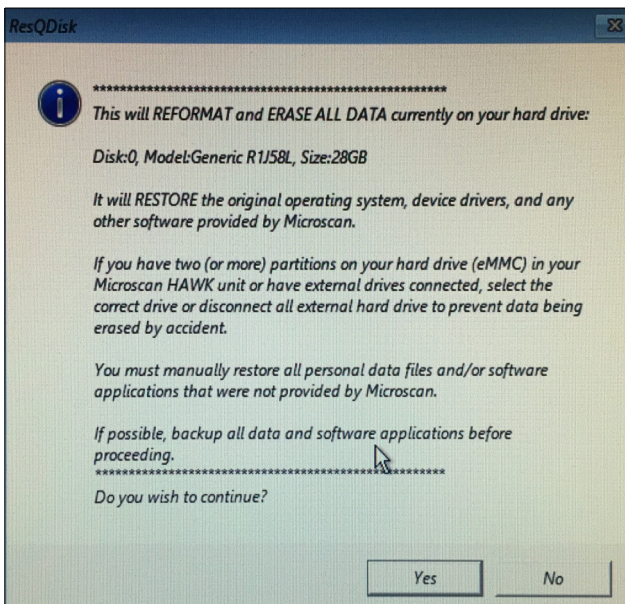 ResQDisk
*****************************************************
This will REFORMAT and ERASE ALL DATA currently on your hard drive:
Disk:0, Model:Generic R1J58L, Size:28GB
It will RESTORE the original operating system, device drivers, and any
other software provided by Microscan.
If you have two (or more) partitions on your hard drive (eMMC) in your
Microscan HAWK unit or have external drives connected, select the
correct drive or disconnect all external hard drive to prevent data being
erased by accident.
You must manually restore all personal data files and/or software
applications that were not provided by Microscan.
If possible, backup all data and software applications before
proceeding.
*****************************************************
Do you wish to continue?
Yes
No